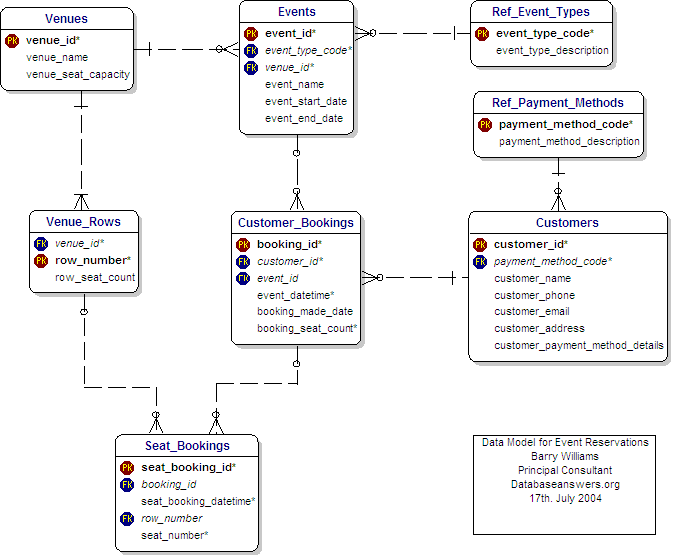 Venues
PK venue_id*
venue_name
venue_seat_capacity
Events
PK event_id*
FK event_type_code*
FK venue_id*
event_name
event_start_date
event_end_date
Ref_Event_Types
PK event_type_code*
event_type_description
Ref_Payment_Methods
PK payment_method_code*
payment_method_description
Venue_Rows
FK venue_id*
PK row_number*
row_seat_count
Customer_Bookings
PK booking_id*
FK customer_id*
FK event_id
event_datetime*
booking_made_date
booking_seat_count*
Customers
PK customer_id*
FK payment_method_code*
customer_name
customer_phone
customer_email
customer_address
customer_payment_method_details
Seat_Bookings
PK seat_booking_id*
FK booking_id
seat_booking_datetime*
FK row_number
seat_number*
Data Model for Event Reservations
Barry Williams
Principal Consultant
Databaseanswers.org
17th. July 2004